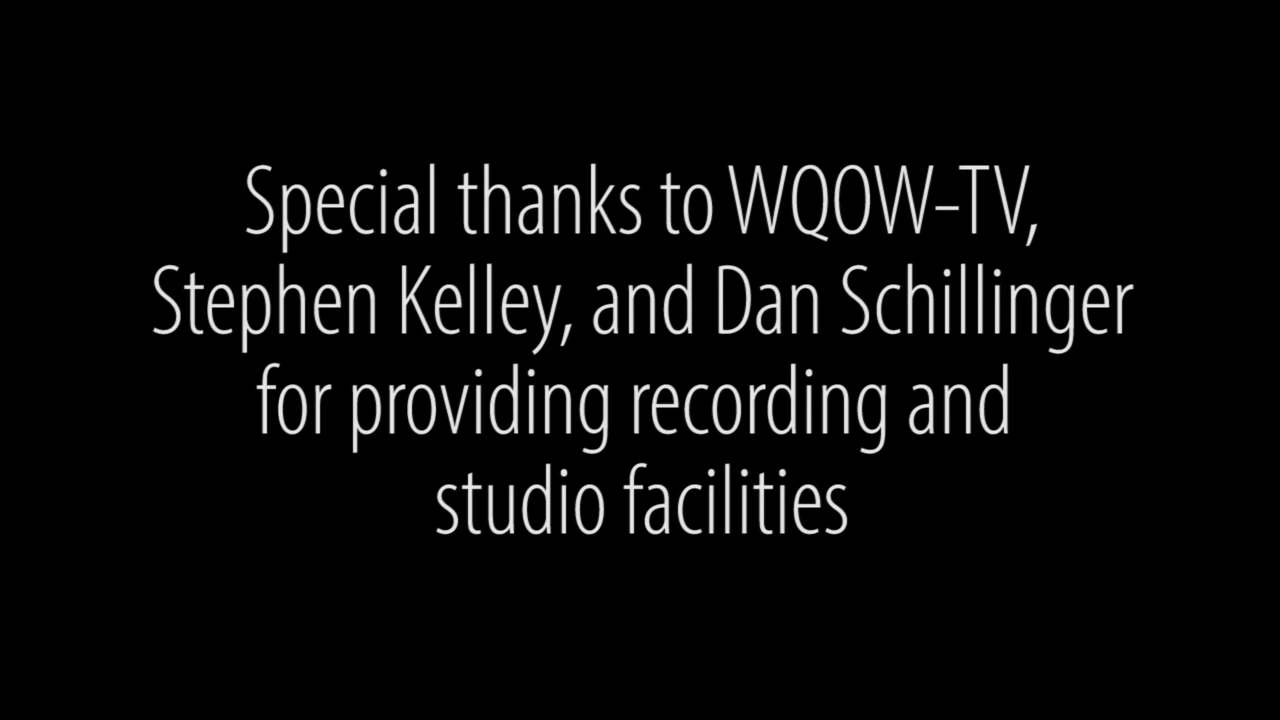 Special thanks to WQOW–TV,
Stephen Kelley, and Dan Schillinger
for providing recording and
studio facilities